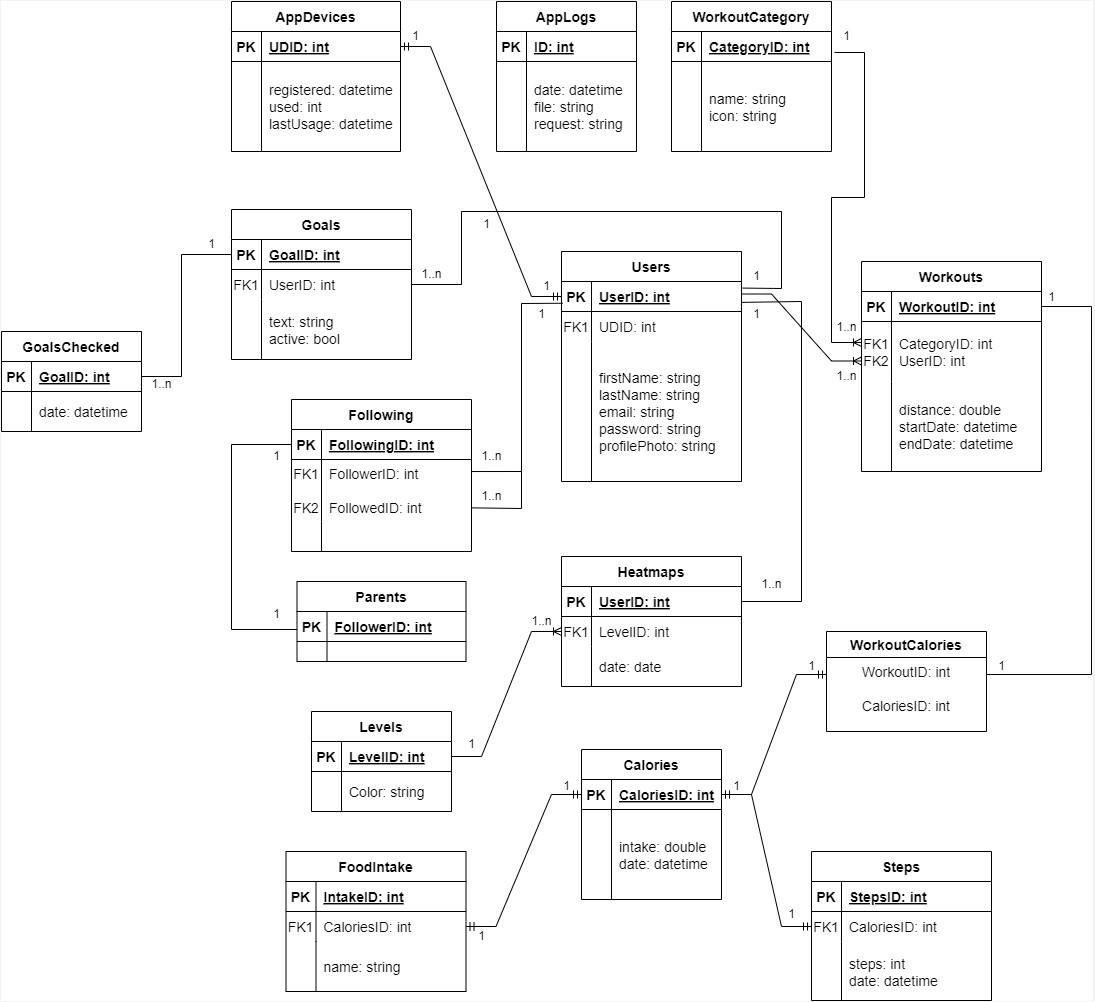 AppDevices
PK UDID: int
registered: datetime
used: int
lastUsage: datetime
1
AppLogs
PK ID: int
date: datetime
file: string
request: string
WorkoutCategory
PK CategoryID: int
name: string
icon: string
1
Goals
PK GoalID: int
FK1 UserID: int
text: string
active: bool
1
1..n
1
GoalsChecked
PK GoalID: int
date: datetime
1..n
Users
PK UserID: int
FK1 UDID: int
firstName: string
lastName: string
email: string
password: string
profilePhoto: string
1
1
1
1
Workouts
PK WorkoutID: int
FK1 CategoryID: int
FK2 UserID: int
distance: double
startDate: datetime
endDate: datetime
1
1..n
1..n
Following
PK FollowingID: int
FK1 FollowerID: int
FK2 FollowedID: int
1
1..n
1..n
Parents
PK FollowerID: int
1
Heatmaps
PK UserID: int
FK1 LevelID: int
date: date
1..n
1..n
WorkoutCalories
WorkoutID: int
CaloriesID: int
1
1
Levels
PK LevelID: int
Color: string
1
Calories
PK CaloriesID: int
intake: double
date: datetime
1
1
FoodIntake
PK IntakeID: int
FK1 CaloriesID: int
name: string
1
Steps
PK StepsID: int
FK1 CaloriesID: int
steps: int
date: datetime
1